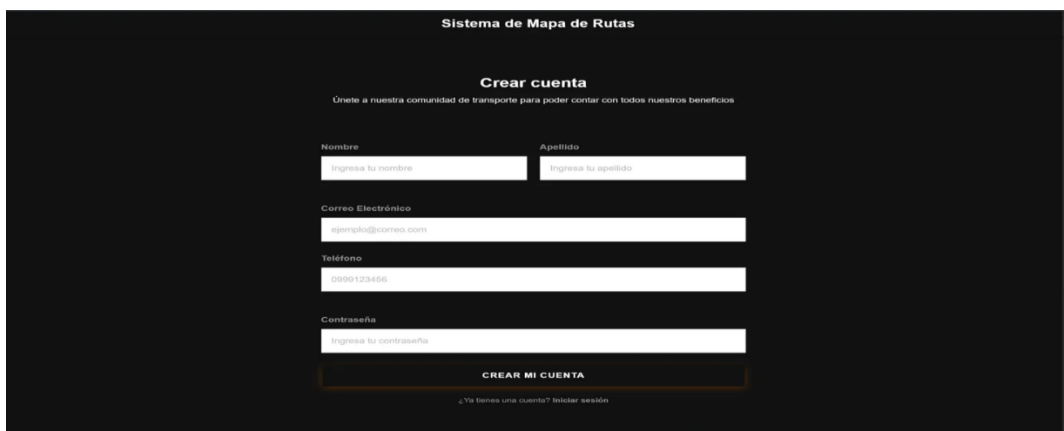 Sistema de Mapa de Rutas
Crear cuenta
Únete a nuestra comunidad de transporte para poder contar con todos nuestros beneficios
Nombre Apellido
Ingresa tu nombre Ingresa tu apellido
Correo Electrónico
ejemplo@correo.com
Teléfono
0999123456
Contraseña
Ingresa tu contraseña
CREAR MI CUENTA
¿Ya tienes una cuenta? Iniciar sesión